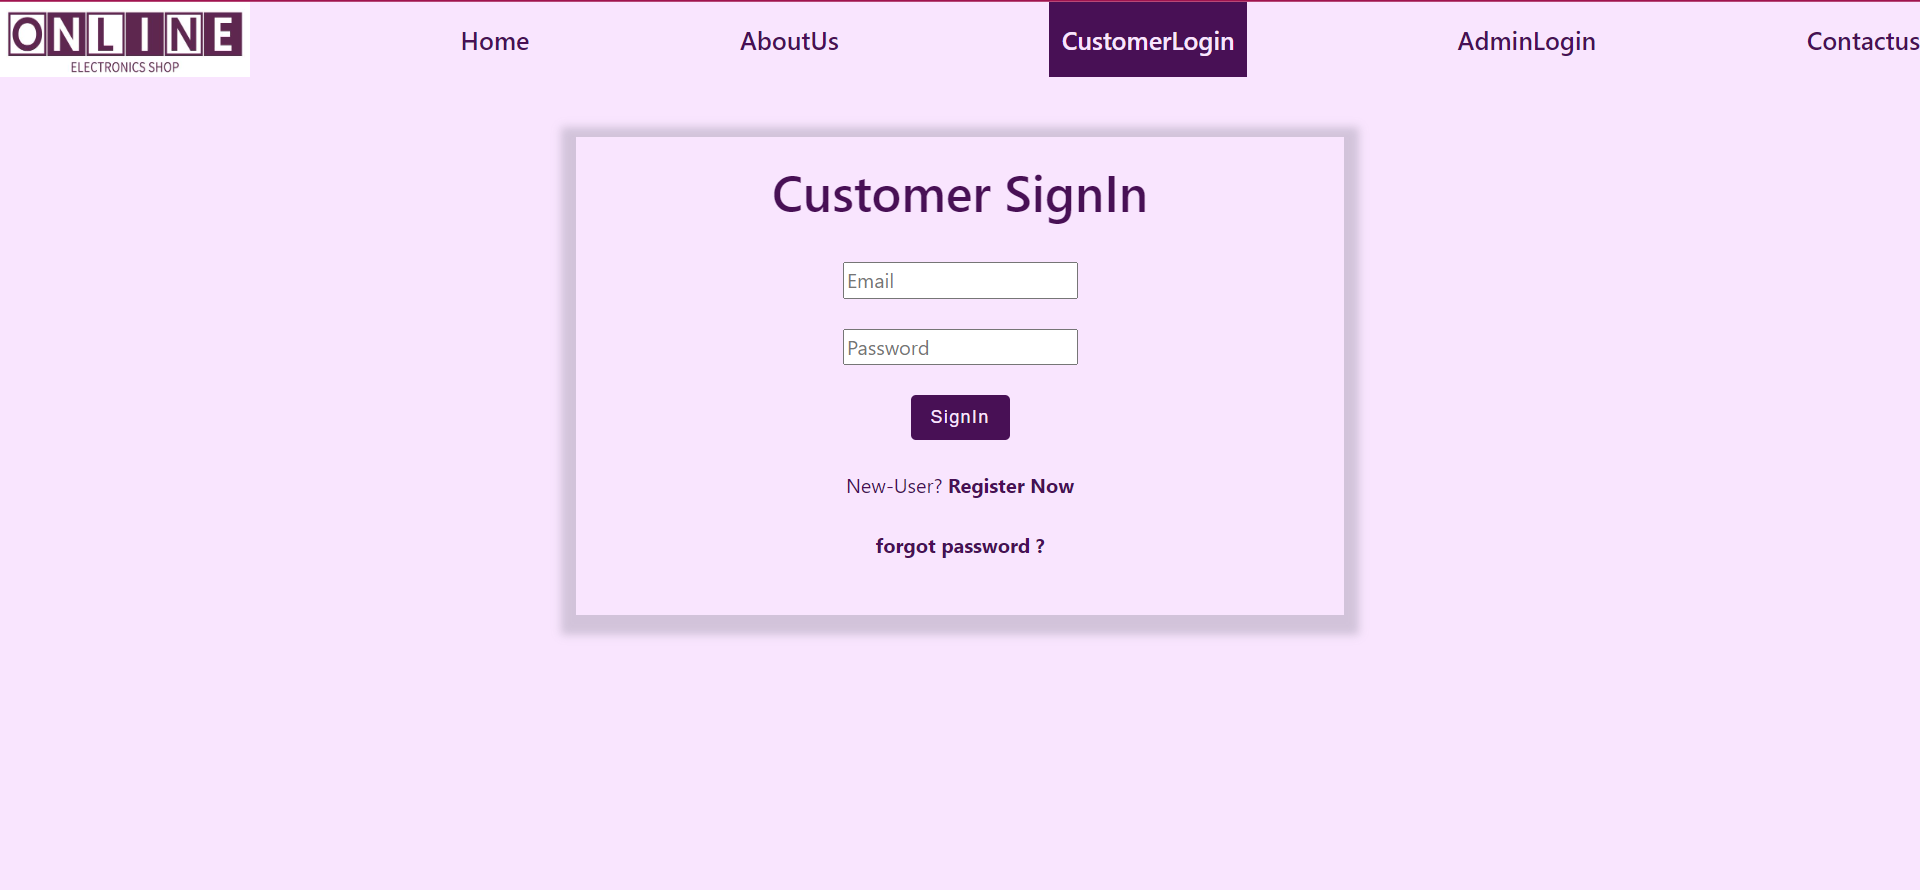 ONLINE
ELECTRONICS SHOP
Home AboutUs CustomerLogin AdminLogin Contactus
Customer SignIn
Email
Password
SignIn
New-User? Register Now
forgot password ?